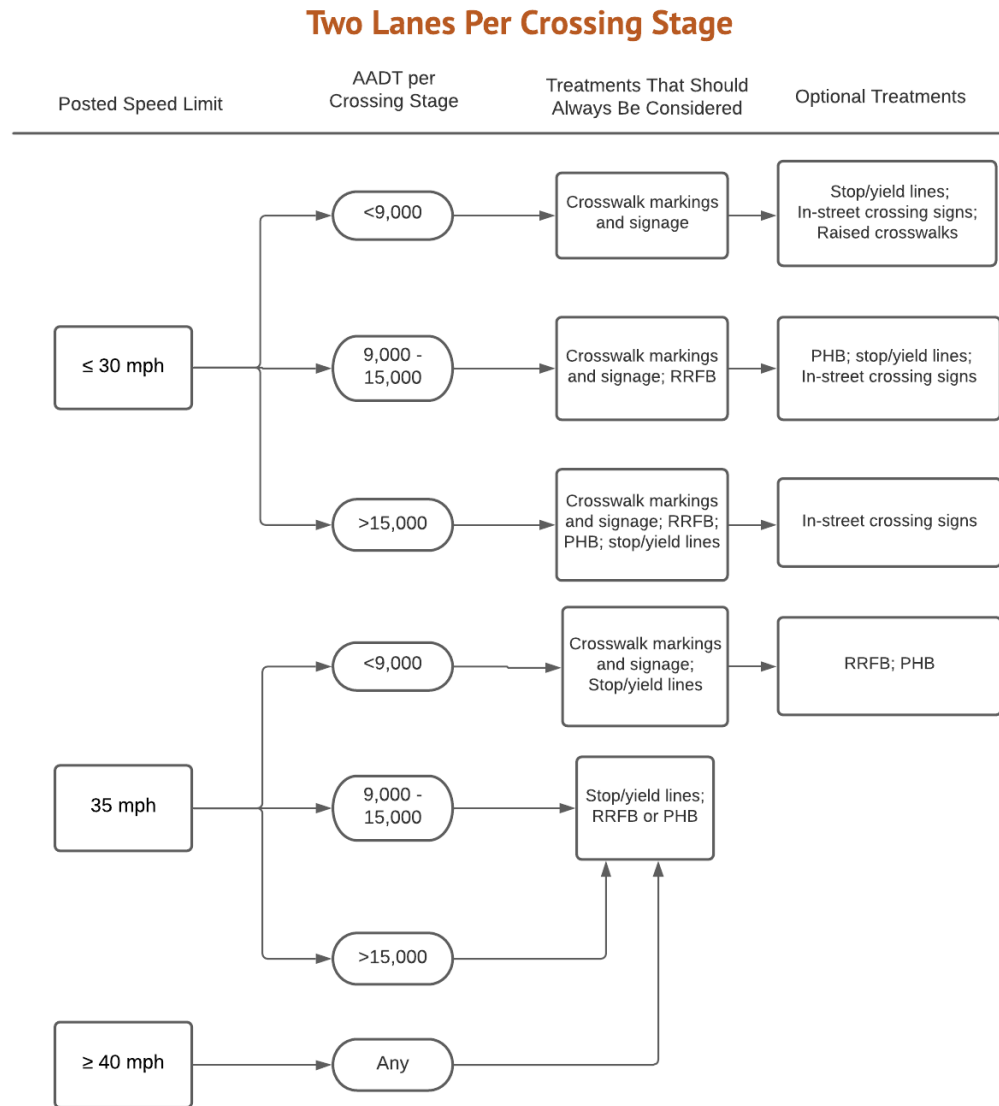 Two Lanes Per Crossing Stage
Posted Speed Limit
AADT per
Crossing Stage
Treatments That Should
Always Be Considered
Optional Treatments
≤ 30 mph
<9,000
Crosswalk markings
and signage
Stop/yield lines;
In-street crossing signs;
Raised crosswalks
9,000 -
15,000
Crosswalk markings
and signage; RRFB
PHB; stop/yield lines;
In-street crossing signs
>15,000
Crosswalk markings
and signage; RRFB;
PHB; stop/yield lines
In-street crossing signs
35 mph
<9,000
Crosswalk markings
and signage;
Stop/yield lines
RRFB; PHB
9,000 -
15,000
Stop/yield lines;
RRFB or PHB
>15,000
≥ 40 mph
Any